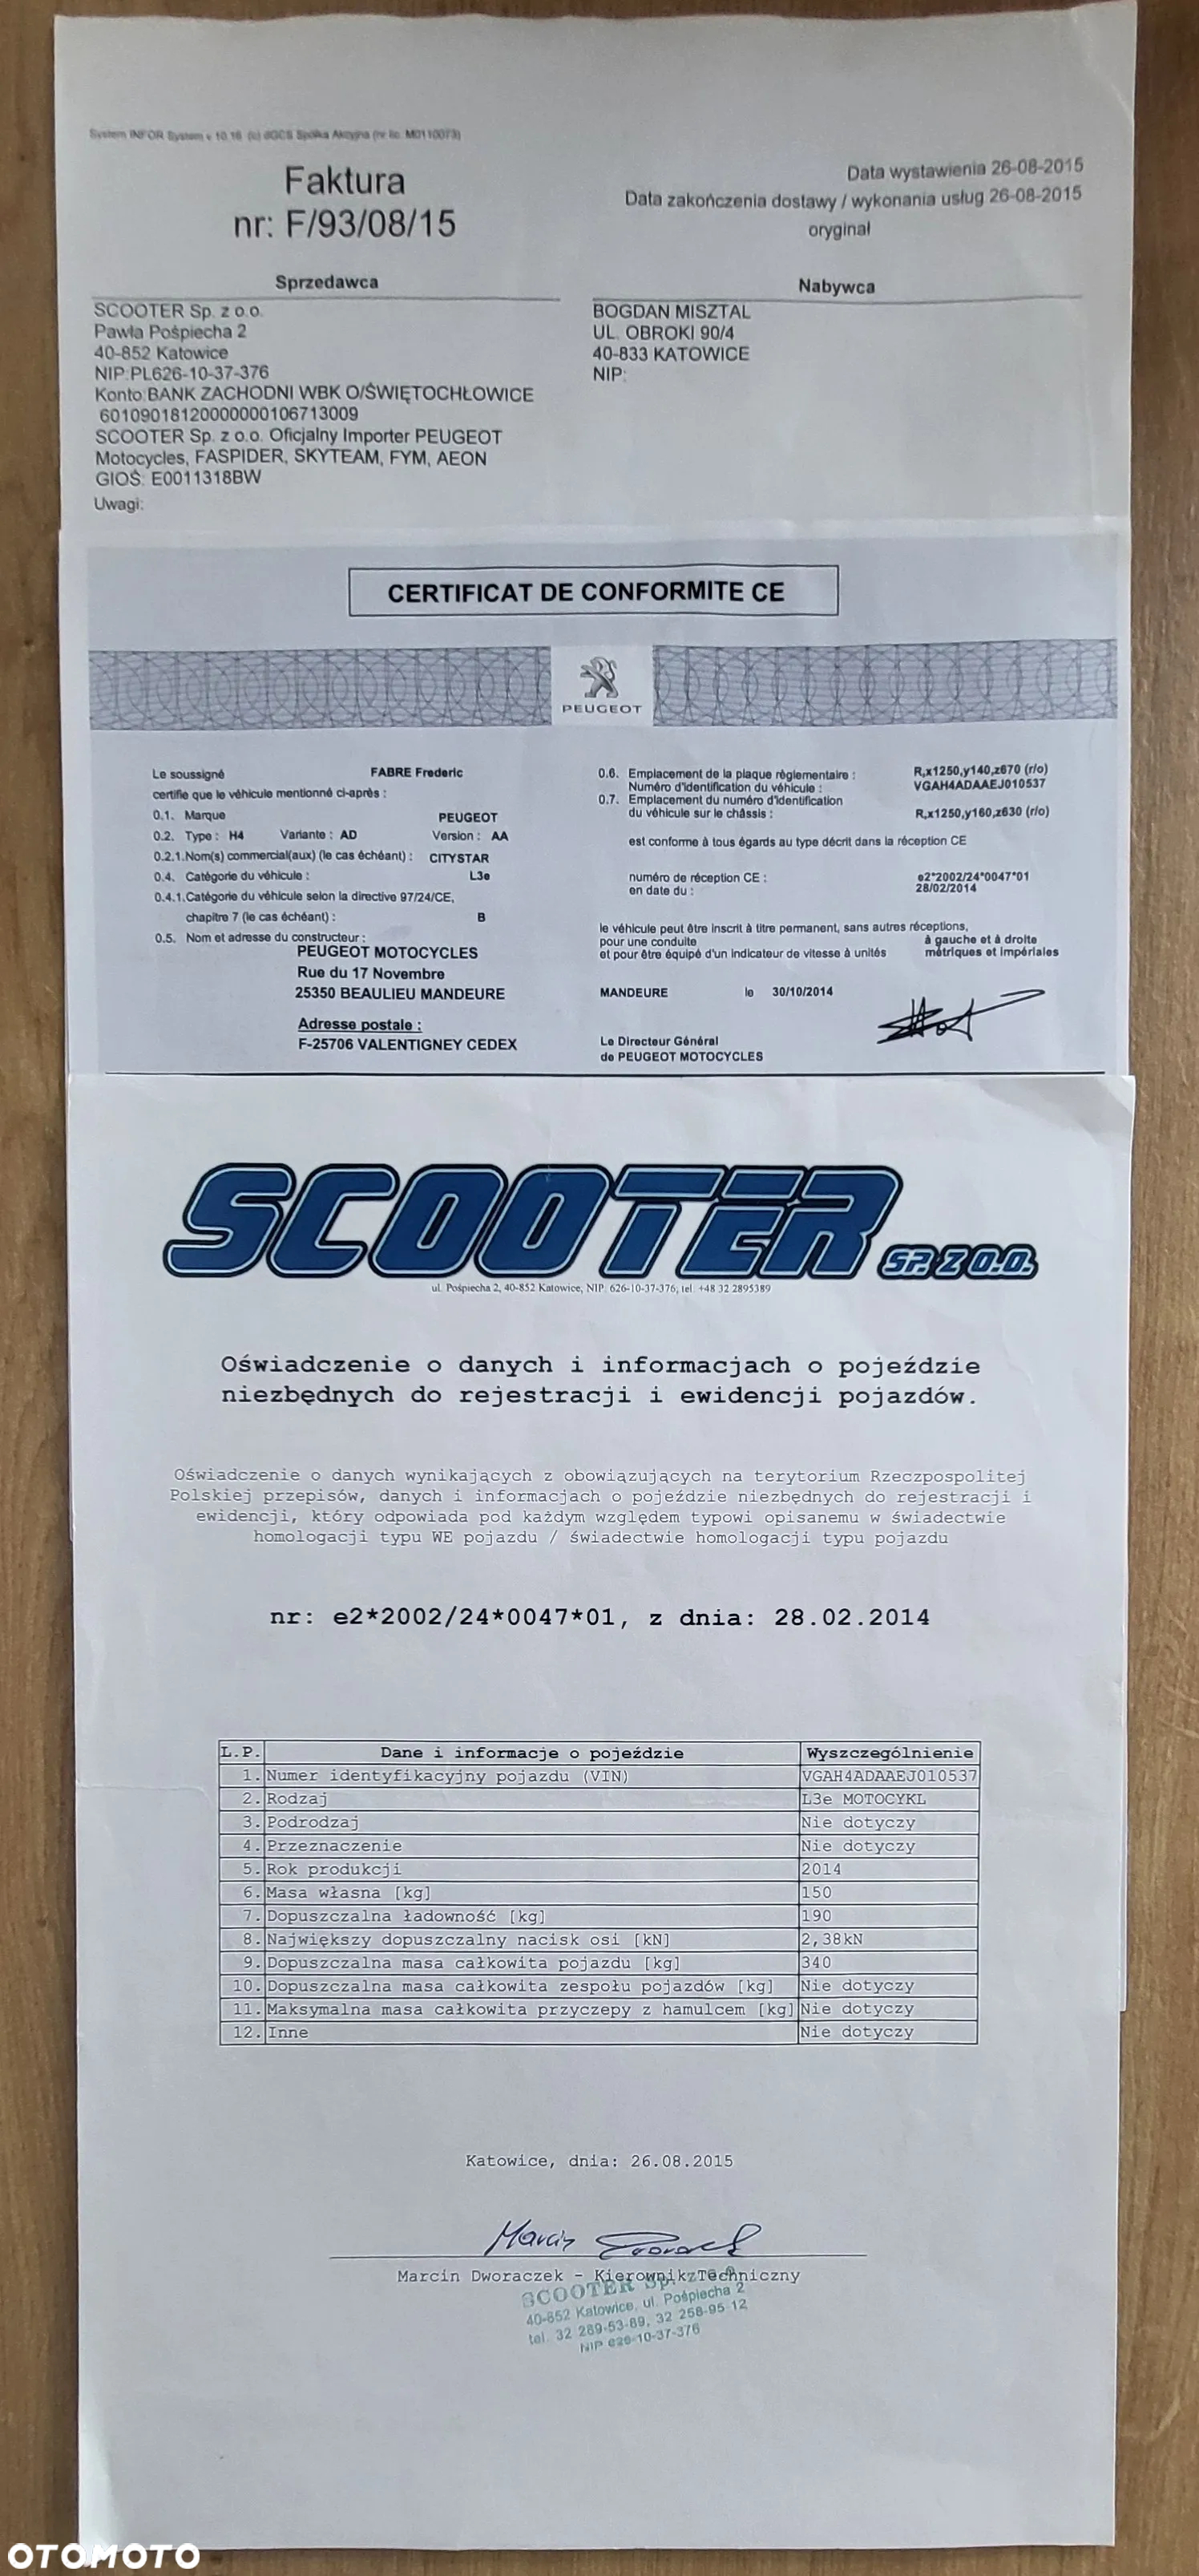 System INFOR System v 10.16 (c) dGCS Spółka Akcyjna (nr lic. M0110073)
Faktura
nr: F/93/08/15
Data wystawienia 26-08-2015
Data zakończenia dostawy / wykonania usług 26-08-2015
oryginał
Sprzedawca
SCOOTER Sp. z o.o.
Pawła Pośpiecha 2
40-852 Katowice
NIP:PL626-10-37-376
Konto:BANK ZACHODNI WBK O/ŚWIĘTOCHŁOWICE
60109018120000000106713009
SCOOTER Sp. z o.o. Oficjalny Importer PEUGEOT
Motocycles, FASPIDER, SKYTEAM, FYM, AEON
GIOŚ: E0011318BW
Uwagi:
Nabywca
BOGDAN MISZTAL
UL. OBROKI 90/4
40-833 KATOWICE
NIP:
CERTIFICAT DE CONFORMITE CE
PEUGEOT
Le soussigné FABRE Frederic
certifie que le véhicule mentionné ci-après :
0.1. Marque PEUGEOT
0.2. Type : H4 Variante : AD Version : AA
0.2.1.Nom(s) commercial(aux) (le cas échéant) : CITYSTAR
0.4. Catégorie du véhicule : L3e
0.4.1.Catégorie du véhicule selon la directive 97/24/CE,
chapitre 7 (le cas échéant) : B
0.5. Nom et adresse du constructeur :
PEUGEOT MOTOCYCLES
Rue du 17 Novembre
25350 BEAULIEU MANDEURE
Adresse postale :
F-25706 VALENTIGNEY CEDEX
0.6. Emplacement de la plaque règlementaire : R,x1250,y140,z670 (r/o)
Numéro d'identification du véhicule : VGAH4ADAAEJ010537
0.7. Emplacement du numéro d'identification
du véhicule sur le châssis : R,x1250,y160,z630 (r/o)
est conforme à tous égards au type décrit dans la réception CE
numéro de réception CE : e2*2002/24*0047*01
en date du : 28/02/2014
le véhicule peut être inscrit à titre permanent, sans autres réceptions,
pour une conduite à gauche et à droite
et pour être équipé d'un indicateur de vitesse à unités métriques et impériales
MANDEURE le 30/10/2014
Le Directeur Général
de PEUGEOT MOTOCYCLES
SCOOTER SP. Z O.O.
ul. Pośpiecha 2, 40-852 Katowice, NIP: 626-10-37-376, tel: +48 32 2895389
Oświadczenie o danych i informacjach o pojeździe
niezbędnych do rejestracji i ewidencji pojazdów.
Oświadczenie o danych wynikających z obowiązujących na terytorium Rzeczpospolitej
Polskiej przepisów, danych i informacjach o pojeździe niezbędnych do rejestracji i
ewidencji, który odpowiada pod każdym względem typowi opisanemu w świadectwie
homologacji typu WE pojazdu / świadectwie homologacji typu pojazdu
nr: e2*2002/24*0047*01, z dnia: 28.02.2014
L.P. Dane i informacje o pojeździe Wyszczególnienie
1. Numer identyfikacyjny pojazdu (VIN) VGAH4ADAAEJ010537
2. Rodzaj L3e MOTOCYKL
3. Podrodzaj Nie dotyczy
4. Przeznaczenie Nie dotyczy
5. Rok produkcji 2014
6. Masa własna [kg] 150
7. Dopuszczalna ładowność [kg] 190
8. Największy dopuszczalny nacisk osi [kN] 2,38kN
9. Dopuszczalna masa całkowita pojazdu [kg] 340
10. Dopuszczalna masa całkowita zespołu pojazdów [kg] Nie dotyczy
11. Maksymalna masa całkowita przyczepy z hamulcem [kg] Nie dotyczy
12. Inne Nie dotyczy
Katowice, dnia: 26.08.2015
Marcin Dworaczek - Kierownik Techniczny
SCOOTER Sp. z o.o.
40-852 Katowice, ul. Pośpiecha 2
tel. 32 289-53-89, 32 258-95 12
NIP 626-10-37-376
OTOMOTO